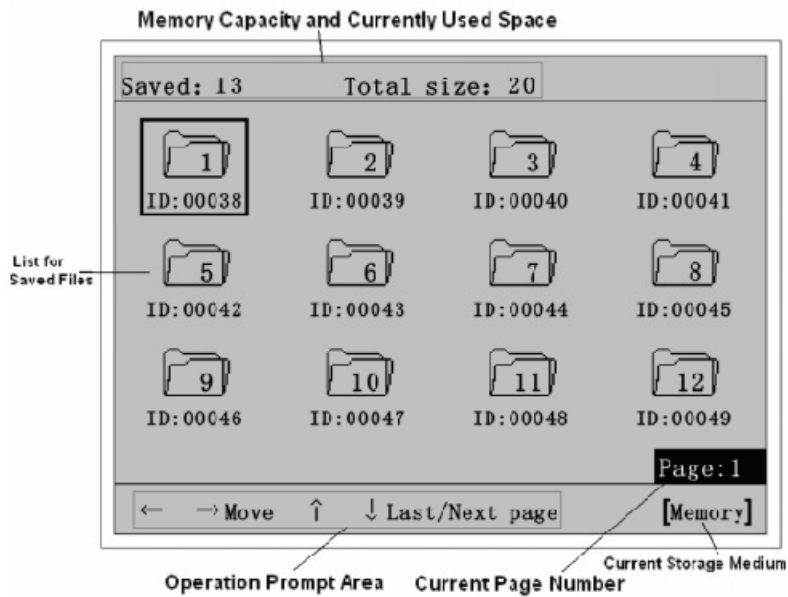 Memory Capacity and Currently Used Space
Saved: 13 Total size: 20
1 2 3 4
ID:00038 ID:00039 ID:00040 ID:00041
List for
Saved Files
5 6 7 8
ID:00042 ID:00043 ID:00044 ID:00045
9 10 11 12
ID:00046 ID:00047 ID:00048 ID:00049
Page:1
← →Move ↑ ↓Last/Next page [Memory]
Current Storage Medium
Operation Prompt Area Current Page Number